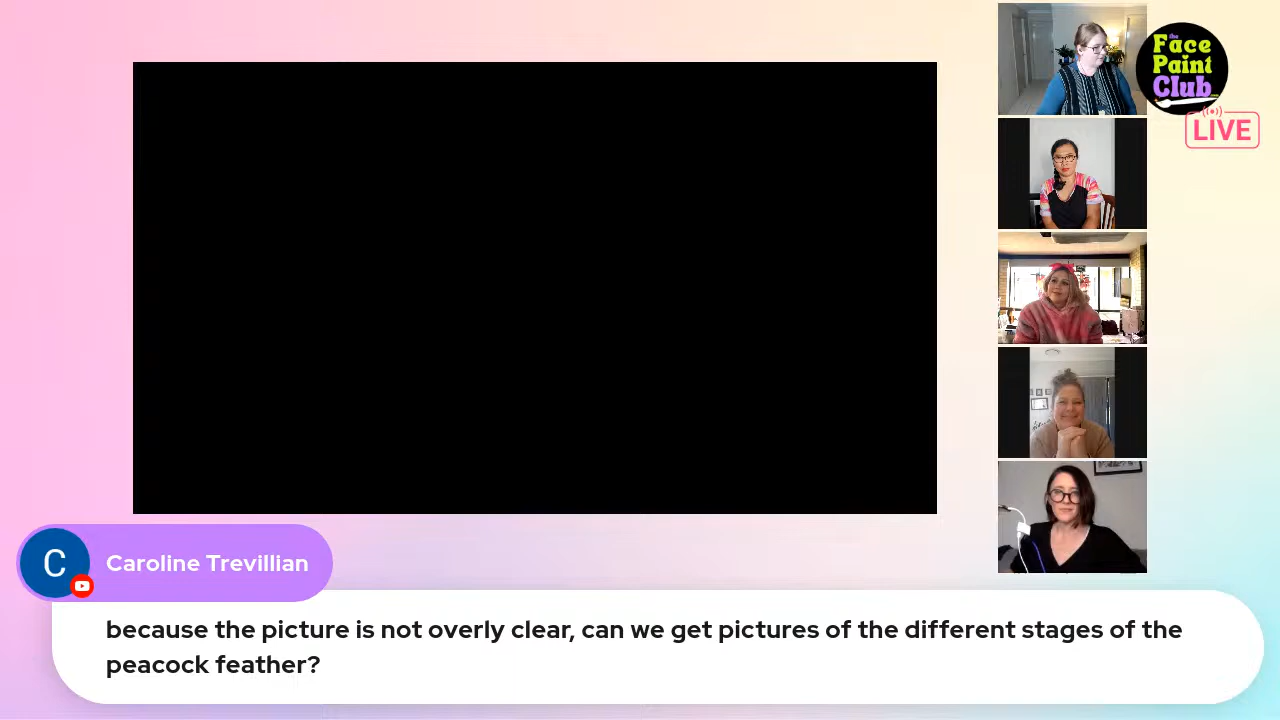 the
Face
Paint
Club
LIVE
Caroline Trevillian
because the picture is not overly clear, can we get pictures of the different stages of the
peacock feather?